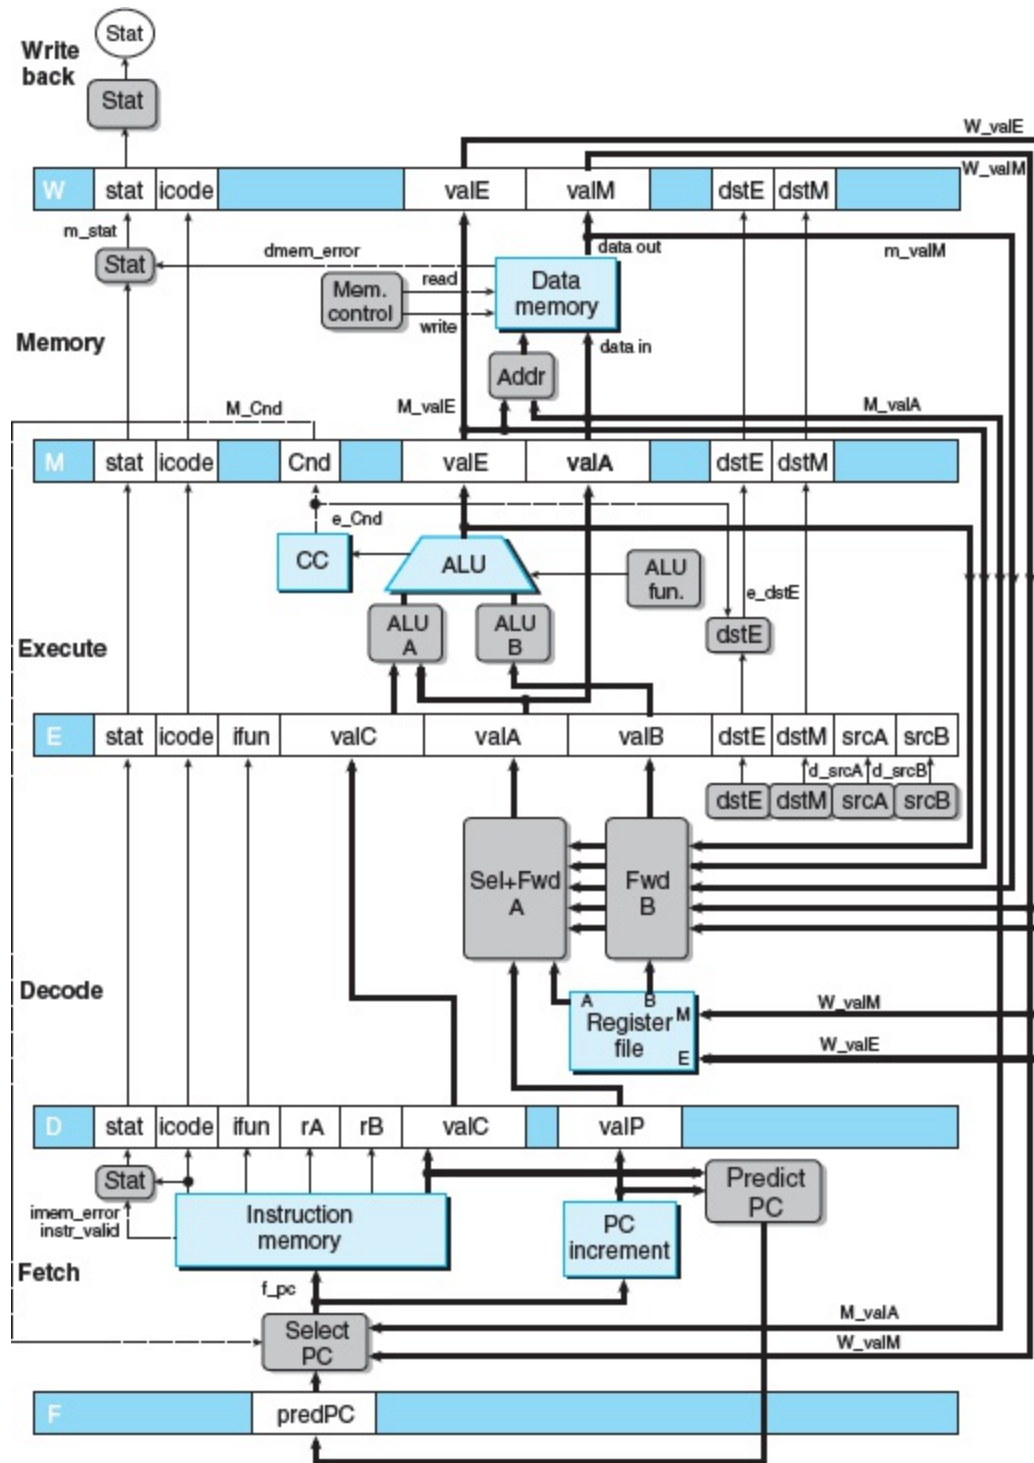 Stat
Write
back
Stat
W_valE
W_valM
W stat icode valE valM dstE dstM
m_stat
data out
m_valM
dmem_error
Stat
read
Mem.
control
Data
memory
write
Memory
data in
Addr
M_Cnd
M_valE
M_valA
M stat icode Cnd valE valA dstE dstM
e_Cnd
CC
ALU
ALU
fun.
e_dstE
ALU
A
ALU
B
dstE
Execute
E stat icode ifun valC valA valB dstE dstM srcA srcB
d_srcA d_srcB
dstE dstM srcA srcB
Sel+Fwd
A
Fwd
B
Decode
A B
Register
file
M
E
W_valM
W_valE
D stat icode ifun rA rB valC valP
Stat
Predict
PC
imem_error
instr_valid
Instruction
memory
PC
increment
Fetch
f_pc
Select
PC
M_valA
W_valM
F predPC